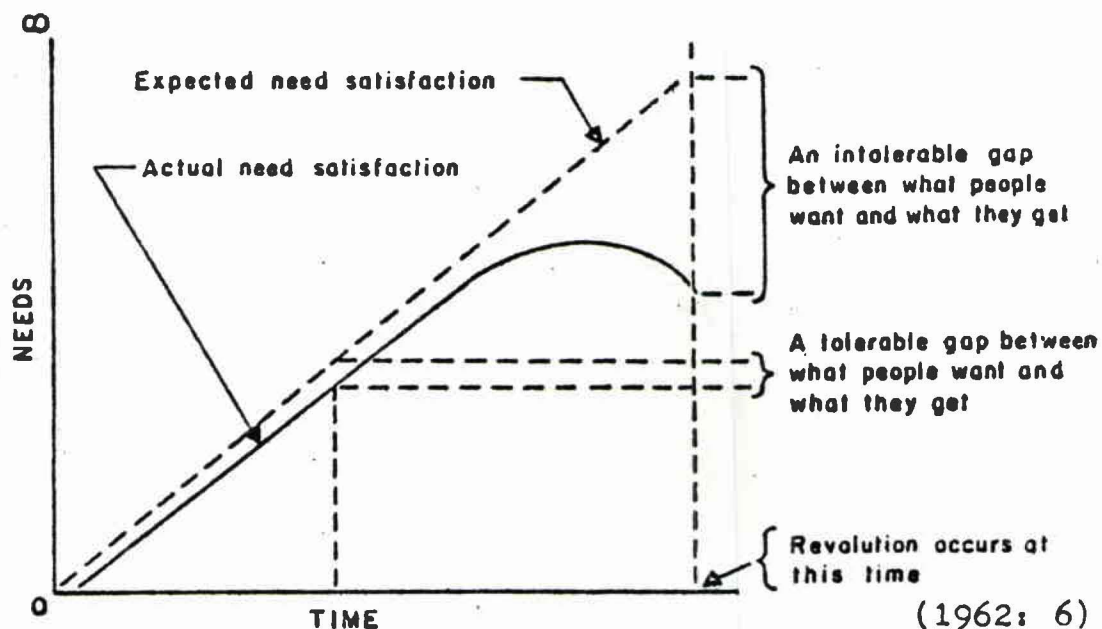 ∞
Expected need satisfaction
Actual need satisfaction
An intolerable gap
between what people
want and what they get
NEEDS
A tolerable gap between
what people want and
what they get
Revolution occurs at
this time
0
TIME
(1962: 6)